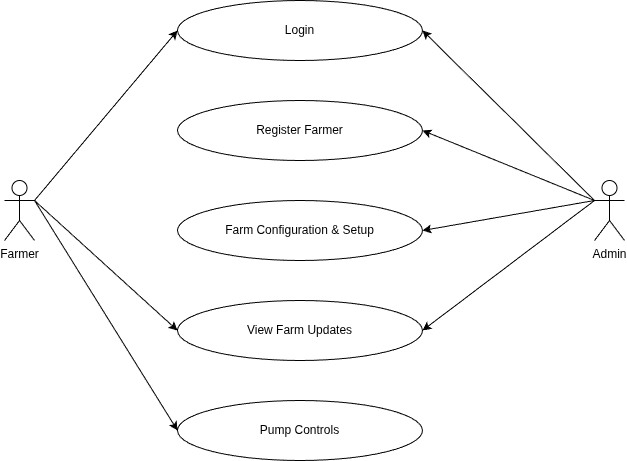 Login
Register Farmer
Farm Configuration & Setup
Farmer
Admin
View Farm Updates
Pump Controls